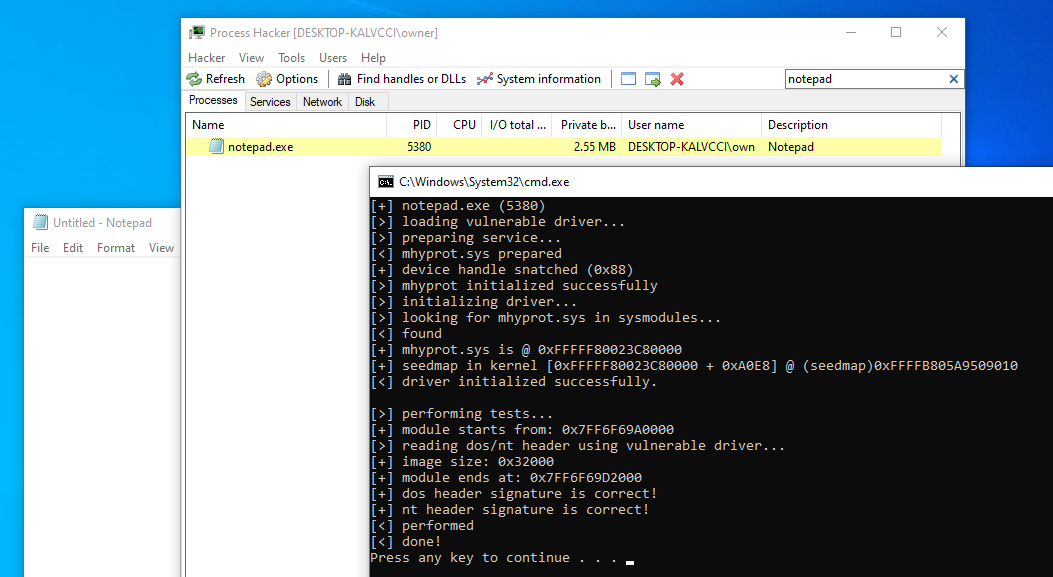 Process Hacker [DESKTOP-KALVCCI\owner]
Hacker View Tools Users Help
Refresh Options Find handles or DLLs System information notepad
Processes Services Network Disk
Name PID CPU I/O total ... Private b... User name Description
notepad.exe 5380 2.55 MB DESKTOP-KALVCCI\own Notepad
Untitled - Notepad
File Edit Format View
C:\Windows\System32\cmd.exe
[+] notepad.exe (5380)
[>] loading vulnerable driver...
[>] preparing service...
[<] mhyprot.sys prepared
[+] device handle snatched (0x88)
[>] mhyprot initialized successfully
[>] initializing driver...
[>] looking for mhyprot.sys in sysmodules...
[<] found
[+] mhyprot.sys is @ 0xFFFFF80023C80000
[+] seedmap in kernel [0xFFFFF80023C80000 + 0xA0E8] @ (seedmap)0xFFFFB805A9509010
[<] driver initialized successfully.
[>] performing tests...
[+] module starts from: 0x7FF6F69A0000
[>] reading dos/nt header using vulnerable driver...
[+] image size: 0x32000
[+] module ends at: 0x7FF6F69D2000
[+] dos header signature is correct!
[+] nt header signature is correct!
[<] performed
[<] done!
Press any key to continue . . .